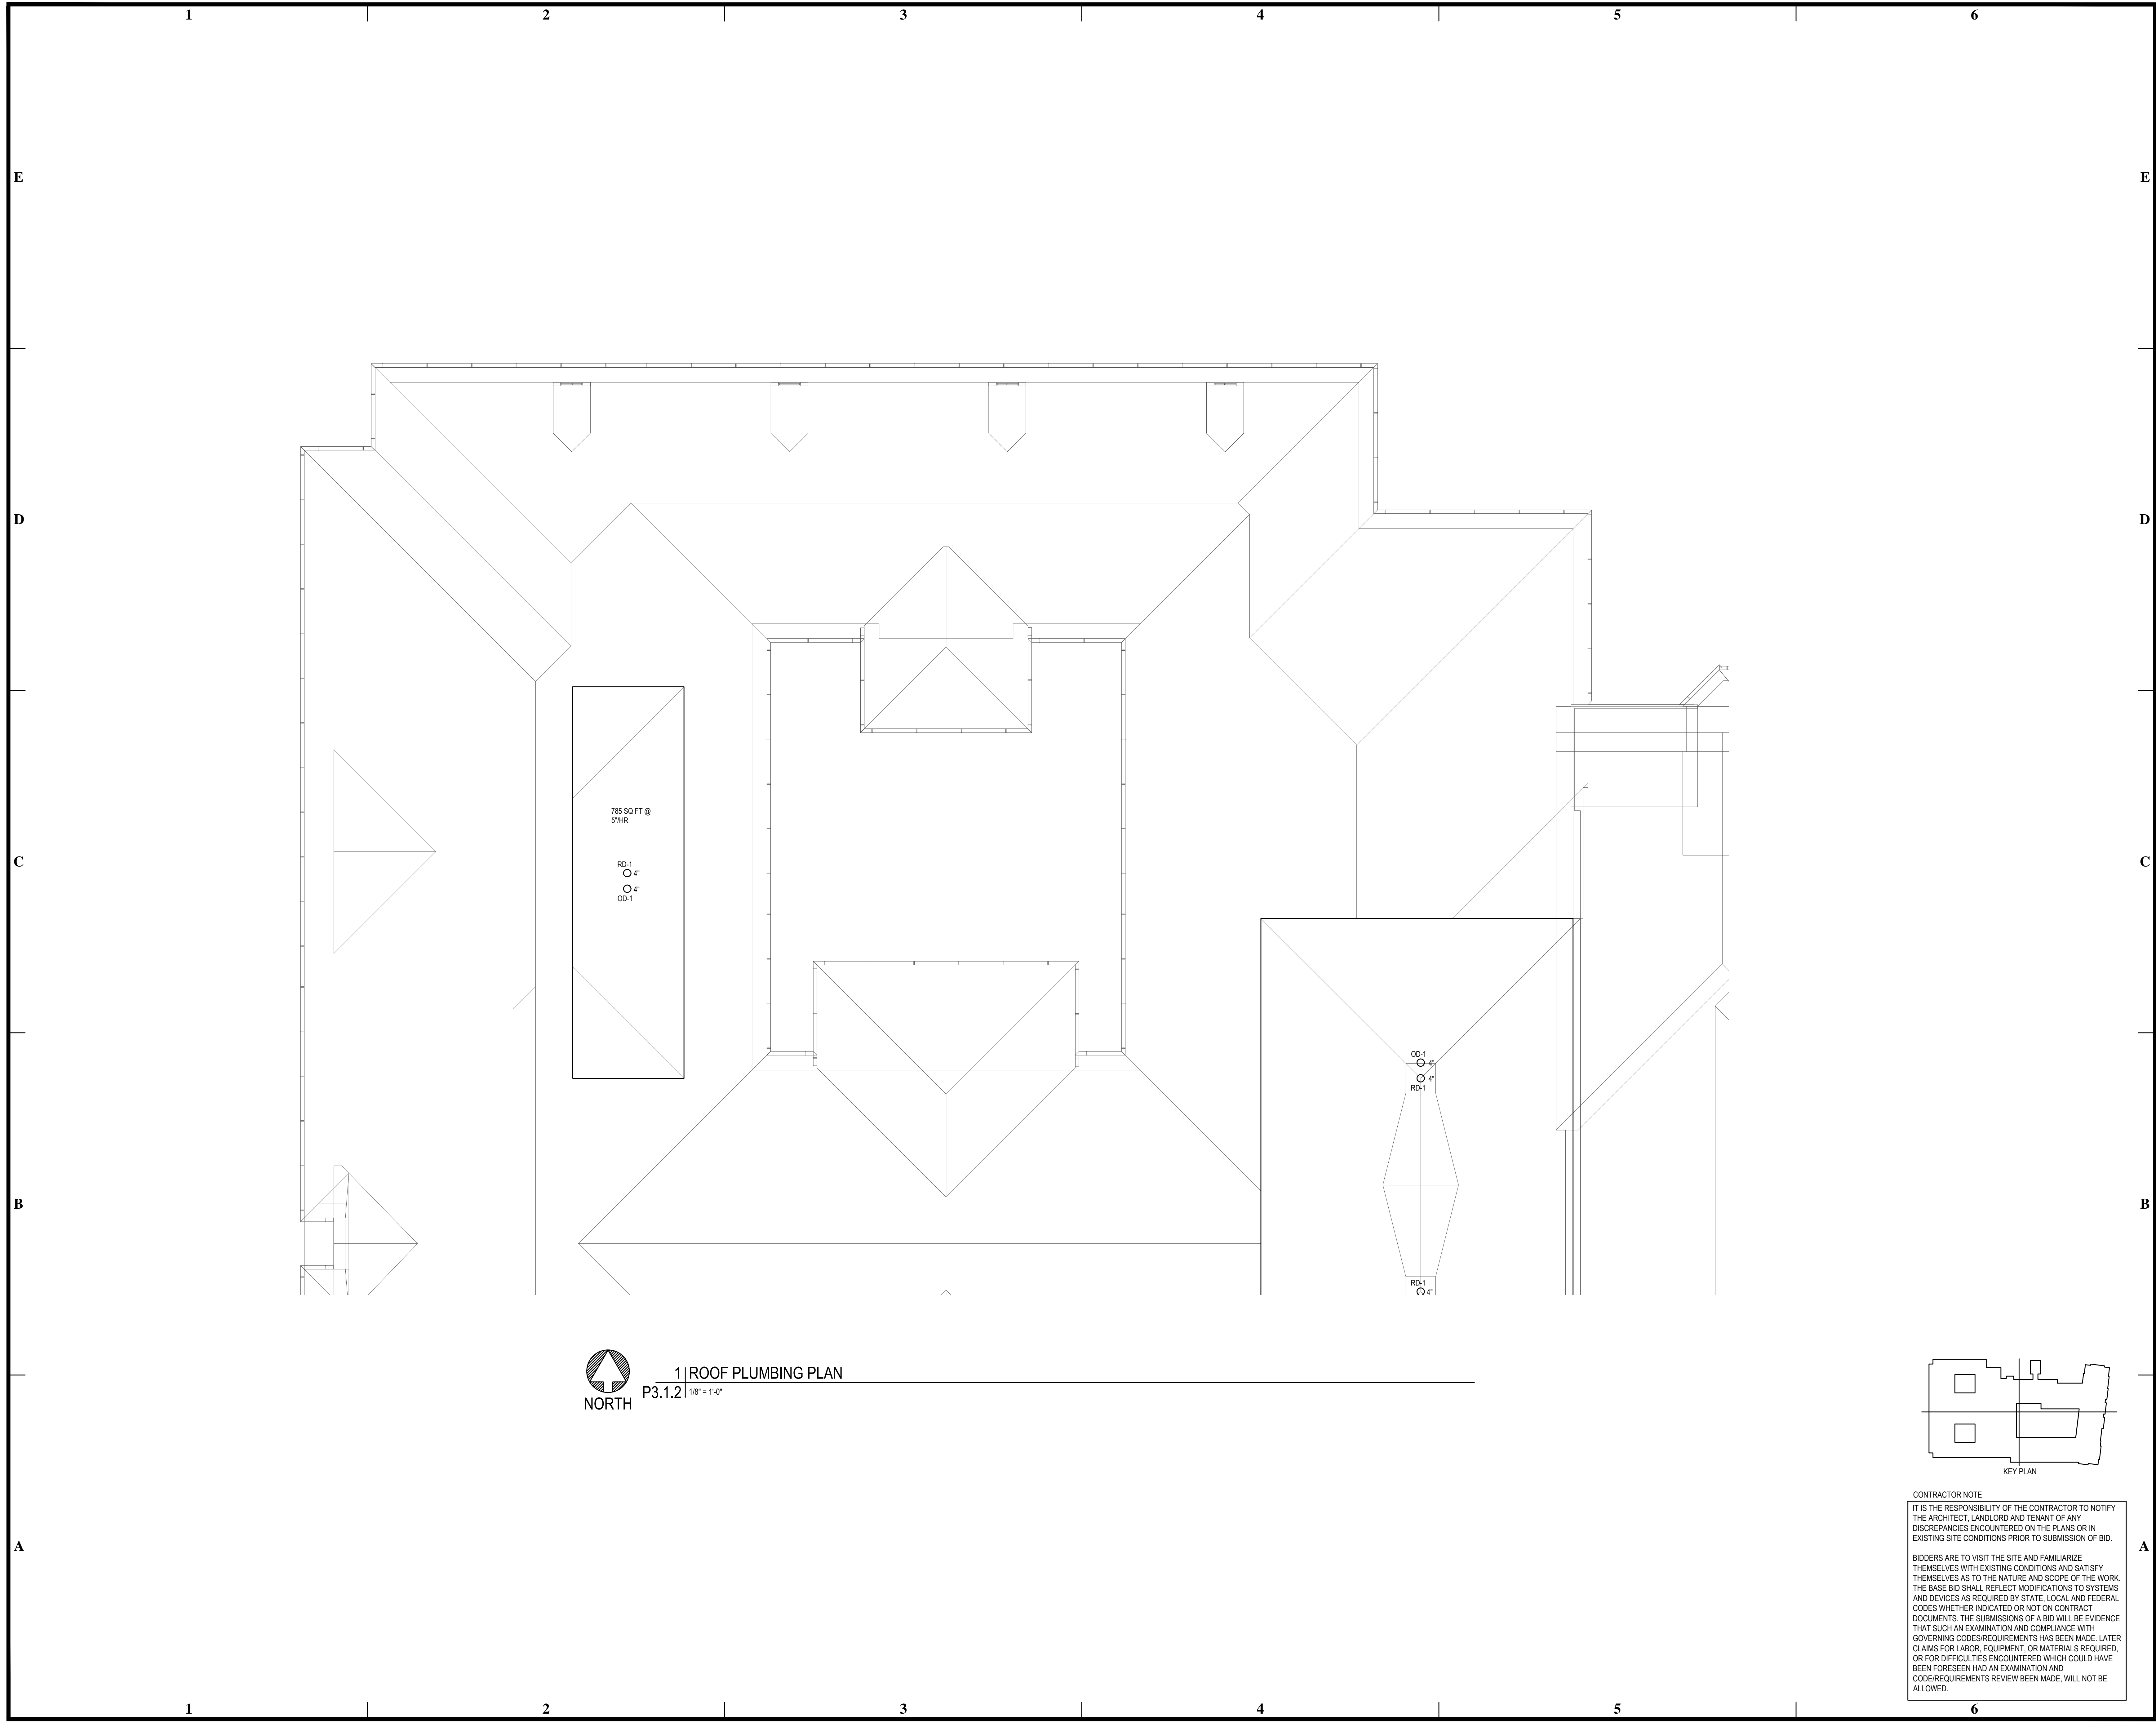 1 2 3 4 5 6
E E
D D
785 SQ FT @
5"/HR
C C
RD-1
4"
4"
OD-1
OD-1
4"
4"
RD-1
B B
RD-1
4"
1 ROOF PLUMBING PLAN
P3.1.2 1/8" = 1'-0"
NORTH
KEY PLAN
CONTRACTOR NOTE
IT IS THE RESPONSIBILITY OF THE CONTRACTOR TO NOTIFY
THE ARCHITECT, LANDLORD AND TENANT OF ANY
DISCREPANCIES ENCOUNTERED ON THE PLANS OR IN
EXISTING SITE CONDITIONS PRIOR TO SUBMISSION OF BID.
A A
BIDDERS ARE TO VISIT THE SITE AND FAMILIARIZE
THEMSELVES WITH EXISTING CONDITIONS AND SATISFY
THEMSELVES AS TO THE NATURE AND SCOPE OF THE WORK.
THE BASE BID SHALL REFLECT MODIFICATIONS TO SYSTEMS
AND DEVICES AS REQUIRED BY STATE, LOCAL AND FEDERAL
CODES WHETHER INDICATED OR NOT ON CONTRACT
DOCUMENTS. THE SUBMISSIONS OF A BID WILL BE EVIDENCE
THAT SUCH AN EXAMINATION AND COMPLIANCE WITH
GOVERNING CODES/REQUIREMENTS HAS BEEN MADE. LATER
CLAIMS FOR LABOR, EQUIPMENT, OR MATERIALS REQUIRED,
OR FOR DIFFICULTIES ENCOUNTERED WHICH COULD HAVE
BEEN FORESEEN HAD AN EXAMINATION AND
CODE/REQUIREMENTS REVIEW BEEN MADE, WILL NOT BE
ALLOWED.
1 2 3 4 5 6